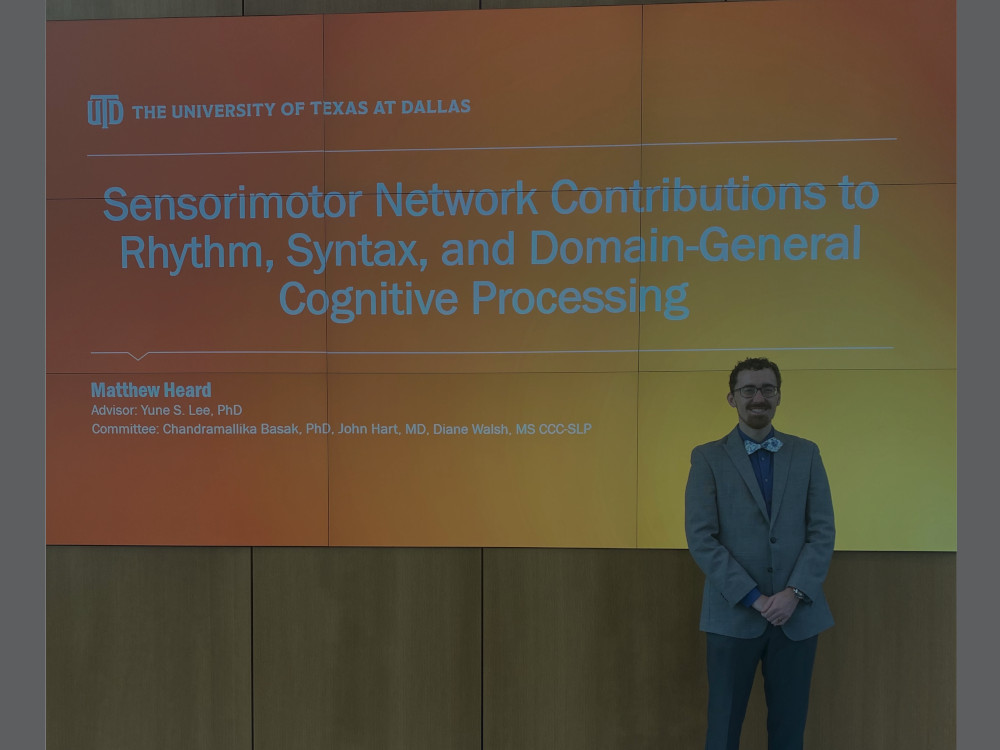 UTD THE UNIVERSITY OF TEXAS AT DALLAS
Sensorimotor Network Contributions to
Rhythm, Syntax, and Domain-General
Cognitive Processing
Matthew Heard
Advisor: Yune S. Lee, PhD
Committee: Chandramallika Basak, PhD, John Hart, MD, Diane Walsh, MS CCC-SLP